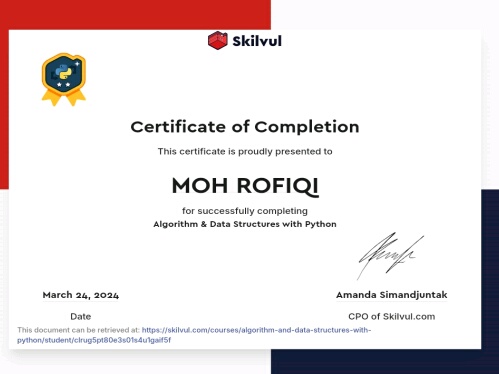 Skilvul
Certificate of Completion
This certificate is proudly presented to
MOH ROFIQI
for successfully completing
Algorithm & Data Structures with Python
March 24, 2024
Amanda Simandjuntak
Date
CPO of Skilvul.com
This document can be retrieved at: https://skilvul.com/courses/algorithm-and-data-structures-with-
python/student/clrug5pt80e3s01s4u1gaif5f